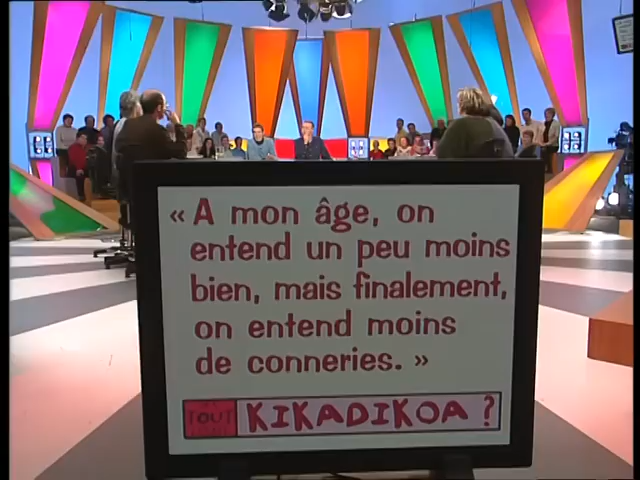 « A mon âge, on
entend un peu moins
bien, mais finalement,
on entend moins
de conneries. »
TOUT KIKADIKOA ?